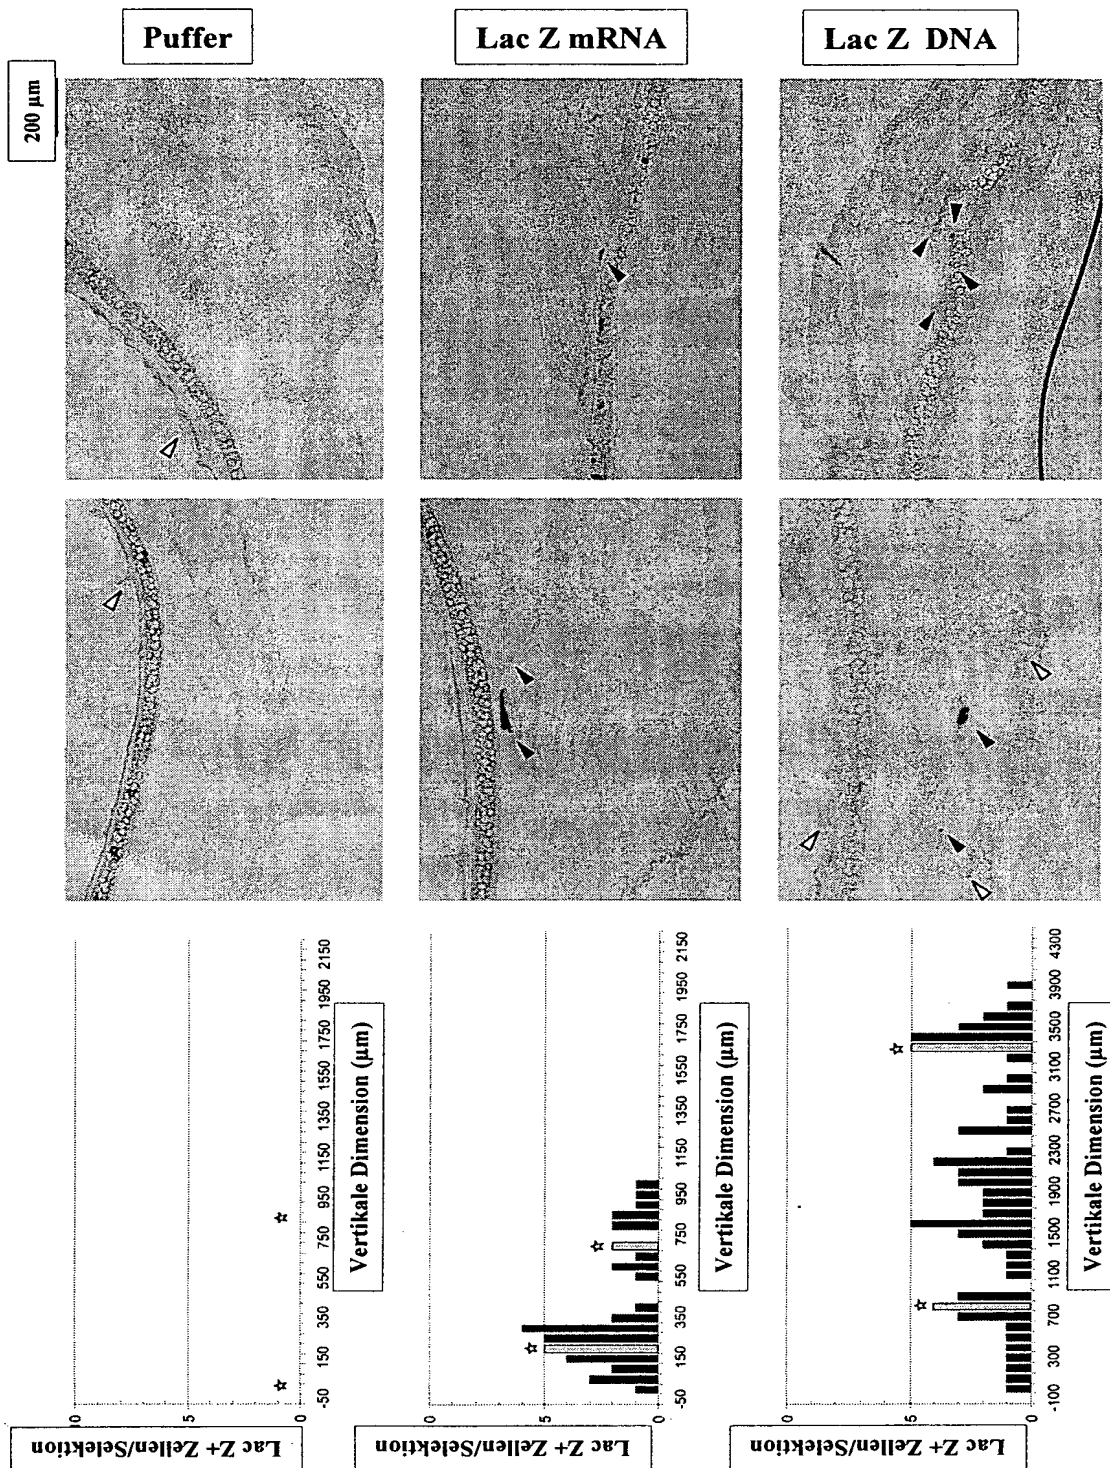 Puffer
Lac Z mRNA
Lac Z DNA
200 µm
Lac Z+ Zellen/Selektion
10
5
0
-50 150 350 550 750 950 1150 1350 1550 1750 1950 2150
Vertikale Dimension (µm)
Lac Z+ Zellen/Selektion
0
5
0
-50 150 350 550 750 950 1150 1350 1550 1750 1950 2150
Vertikale Dimension (µm)
Lac Z+ Zellen/Selektion
0
5
0
-100 300 700 1100 1500 1900 2300 2700 3100 3500 3900 4300
Vertikale Dimension (µm)